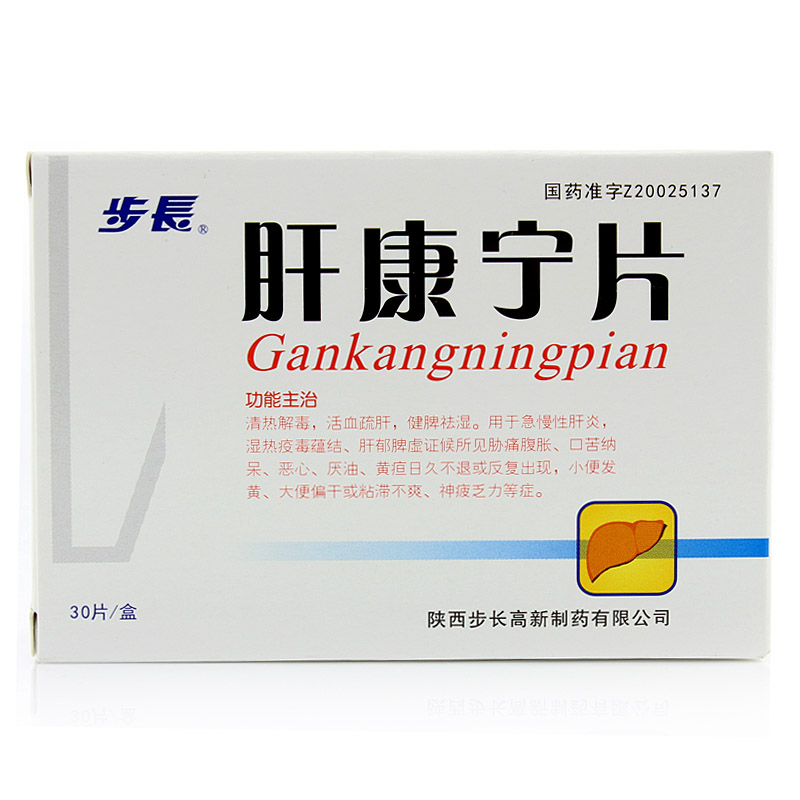 国药准字Z20025137
步長®
肝康宁片
Gankangningpian
功能主治
清热解毒，活血疏肝，健脾祛湿。用于急慢性肝炎，
湿热疫毒蕴结、肝郁脾虚证候所见胁痛腹胀、口苦纳
呆、恶心、厌油、黄疸日久不退或反复出现，小便发
黄、大便偏干或粘滞不爽、神疲乏力等症。
30片/盒
陕西步长高新制药有限公司